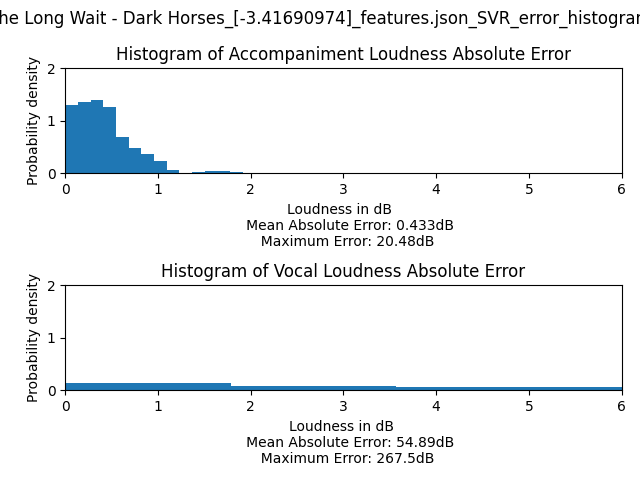 he Long Wait - Dark Horses_[-3.41690974]_features.json_SVR_error_histogram
Histogram of Accompaniment Loudness Absolute Error
Probability density
2
1
0
0 1 2 3 4 5 6
Loudness in dB
Mean Absolute Error: 0.433dB
Maximum Error: 20.48dB
Histogram of Vocal Loudness Absolute Error
Probability density
2
1
0
0 1 2 3 4 5 6
Loudness in dB
Mean Absolute Error: 54.89dB
Maximum Error: 267.5dB